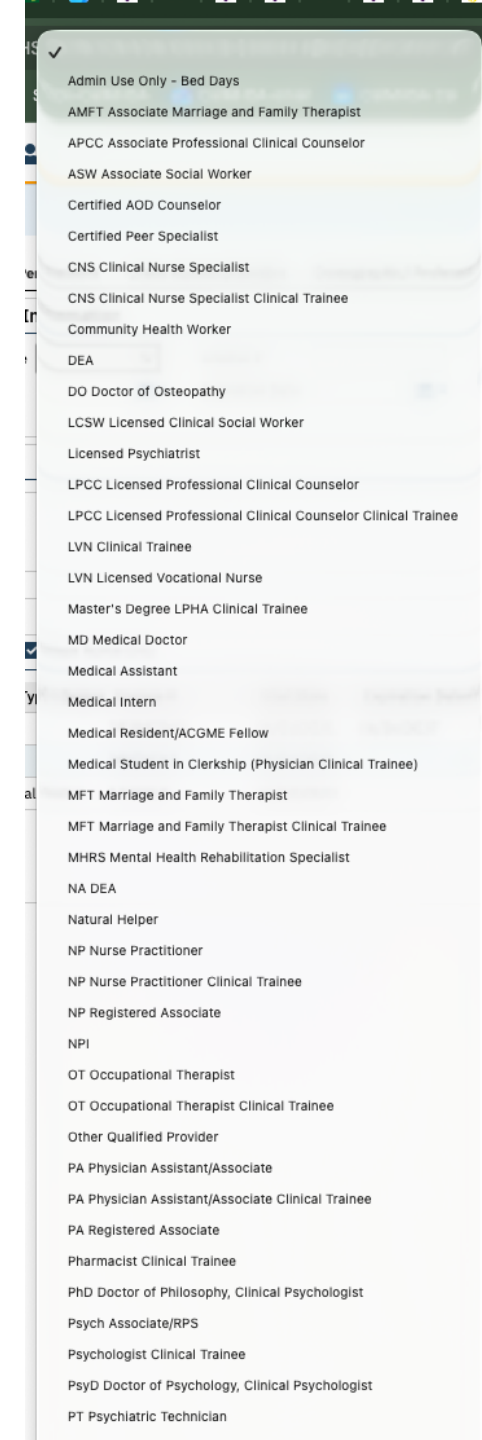 Admin Use Only - Bed Days
AMFT Associate Marriage and Family Therapist
APCC Associate Professional Clinical Counselor
ASW Associate Social Worker
Certified AOD Counselor
Certified Peer Specialist
CNS Clinical Nurse Specialist
CNS Clinical Nurse Specialist Clinical Trainee
Community Health Worker
DEA
DO Doctor of Osteopathy
LCSW Licensed Clinical Social Worker
Licensed Psychiatrist
LPCC Licensed Professional Clinical Counselor
LPCC Licensed Professional Clinical Counselor Clinical Trainee
LVN Clinical Trainee
LVN Licensed Vocational Nurse
Master's Degree LPHA Clinical Trainee
MD Medical Doctor
Medical Assistant
Medical Intern
Medical Resident/ACGME Fellow
Medical Student in Clerkship (Physician Clinical Trainee)
MFT Marriage and Family Therapist
MFT Marriage and Family Therapist Clinical Trainee
MHRS Mental Health Rehabilitation Specialist
NA DEA
Natural Helper
NP Nurse Practitioner
NP Nurse Practitioner Clinical Trainee
NP Registered Associate
NPI
OT Occupational Therapist
OT Occupational Therapist Clinical Trainee
Other Qualified Provider
PA Physician Assistant/Associate
PA Physician Assistant/Associate Clinical Trainee
PA Registered Associate
Pharmacist Clinical Trainee
PhD Doctor of Philosophy, Clinical Psychologist
Psych Associate/RPS
Psychologist Clinical Trainee
PsyD Doctor of Psychology, Clinical Psychologist
PT Psychiatric Technician